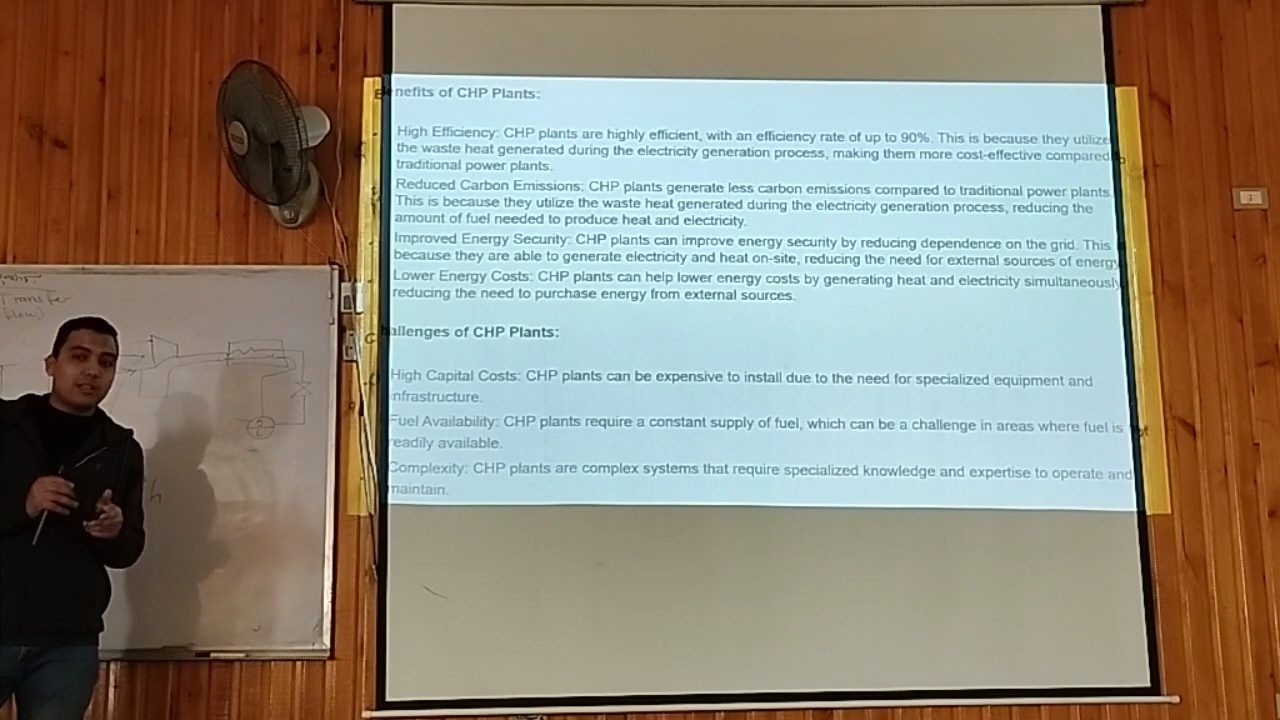 Transfer
Benefits of CHP Plants:
High Efficiency: CHP plants are highly efficient, with an efficiency rate of up to 90%. This is because they utilize
the waste heat generated during the electricity generation process, making them more cost-effective compared to
traditional power plants.
Reduced Carbon Emissions: CHP plants generate less carbon emissions compared to traditional power plants.
This is because they utilize the waste heat generated during the electricity generation process, reducing the
amount of fuel needed to produce heat and electricity.
Improved Energy Security: CHP plants can improve energy security by reducing dependence on the grid. This
because they are able to generate electricity and heat on-site, reducing the need for external sources of energy
Lower Energy Costs: CHP plants can help lower energy costs by generating heat and electricity simultaneously
reducing the need to purchase energy from external sources.
Challenges of CHP Plants:
High Capital Costs: CHP plants can be expensive to install due to the need for specialized equipment and
infrastructure.
Fuel Availability: CHP plants require a constant supply of fuel, which can be a challenge in areas where fuel is not
readily available.
Complexity: CHP plants are complex systems that require specialized knowledge and expertise to operate and
maintain.